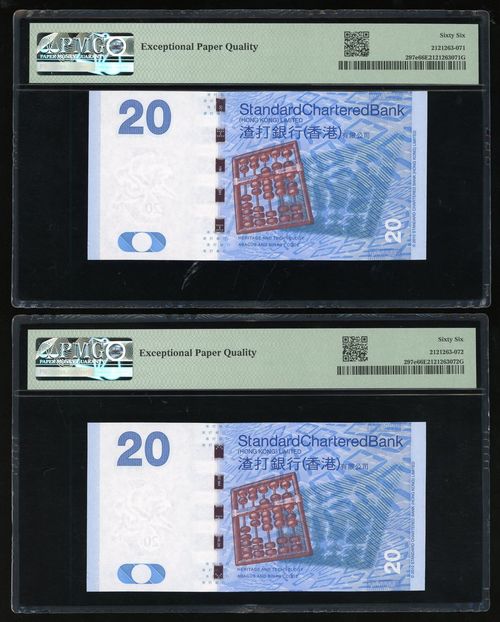 PMG
PAPER MONEY GUARANTY
Exceptional Paper Quality
Sixty Six
2121263-071
297e66E2121263071G
20
StandardCharteredBank
(HONG KONG) LIMITED
渣打銀行(香港)有限公司
HERITAGE AND TECHNOLOGY
ABACUS AND BINARY CODE
20
PMG
PAPER MONEY GUARANTY
Exceptional Paper Quality
Sixty Six
2121263-072
297e66E2121263072G
20
StandardCharteredBank
(HONG KONG) LIMITED
渣打銀行(香港)有限公司
HERITAGE AND TECHNOLOGY
ABACUS AND BINARY CODE
20